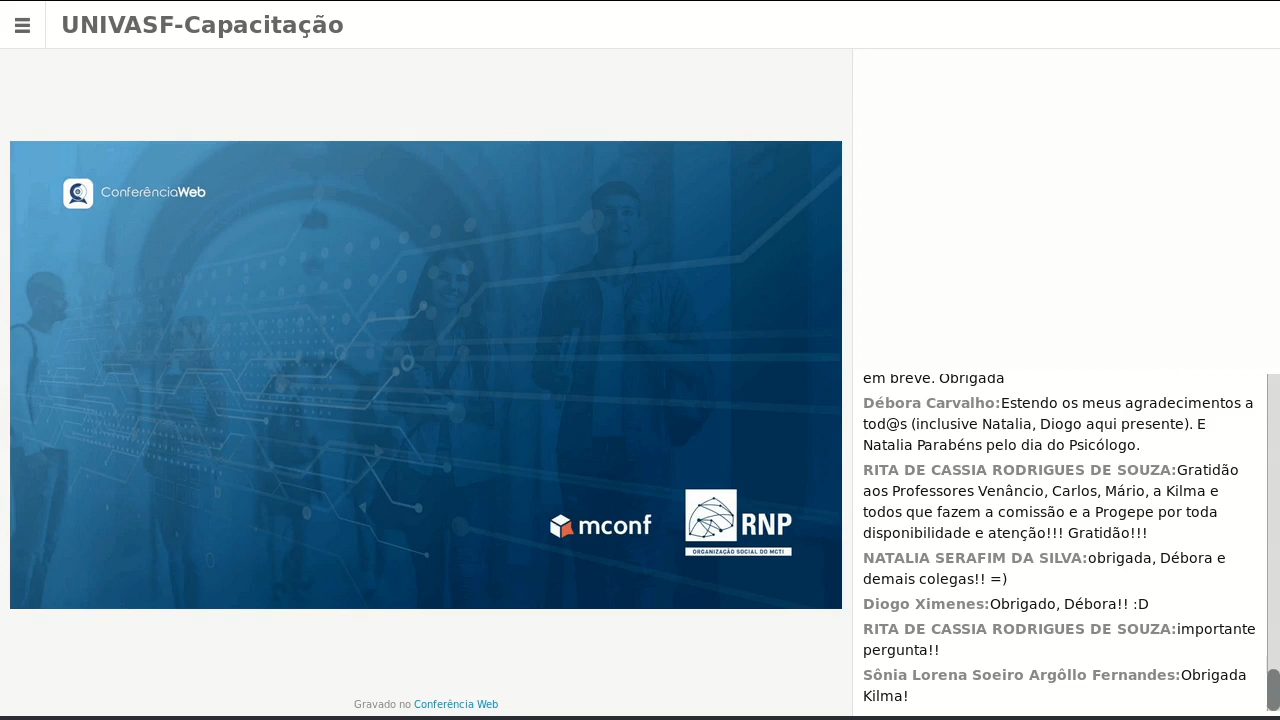 UNIVASF-Capacitação
ConferênciaWeb
mconf
RNP
ORGANIZAÇÃO SOCIAL DO MCTI
Gravado no Conferência Web
em breve. Obrigada
Débora Carvalho:Estendo os meus agradecimentos a
tod@s (inclusive Natalia, Diogo aqui presente). E
Natalia Parabéns pelo dia do Psicólogo.
RITA DE CASSIA RODRIGUES DE SOUZA:Gratidão
aos Professores Venâncio, Carlos, Mário, a Kilma e
todos que fazem a comissão e a Progepe por toda
disponibilidade e atenção!!! Gratidão!!!
NATALIA SERAFIM DA SILVA:obrigada, Débora e
demais colegas!! =)
Diogo Ximenes:Obrigado, Débora!! :D
RITA DE CASSIA RODRIGUES DE SOUZA:importante
pergunta!!
Sônia Lorena Soeiro Argôllo Fernandes:Obrigada
Kilma!